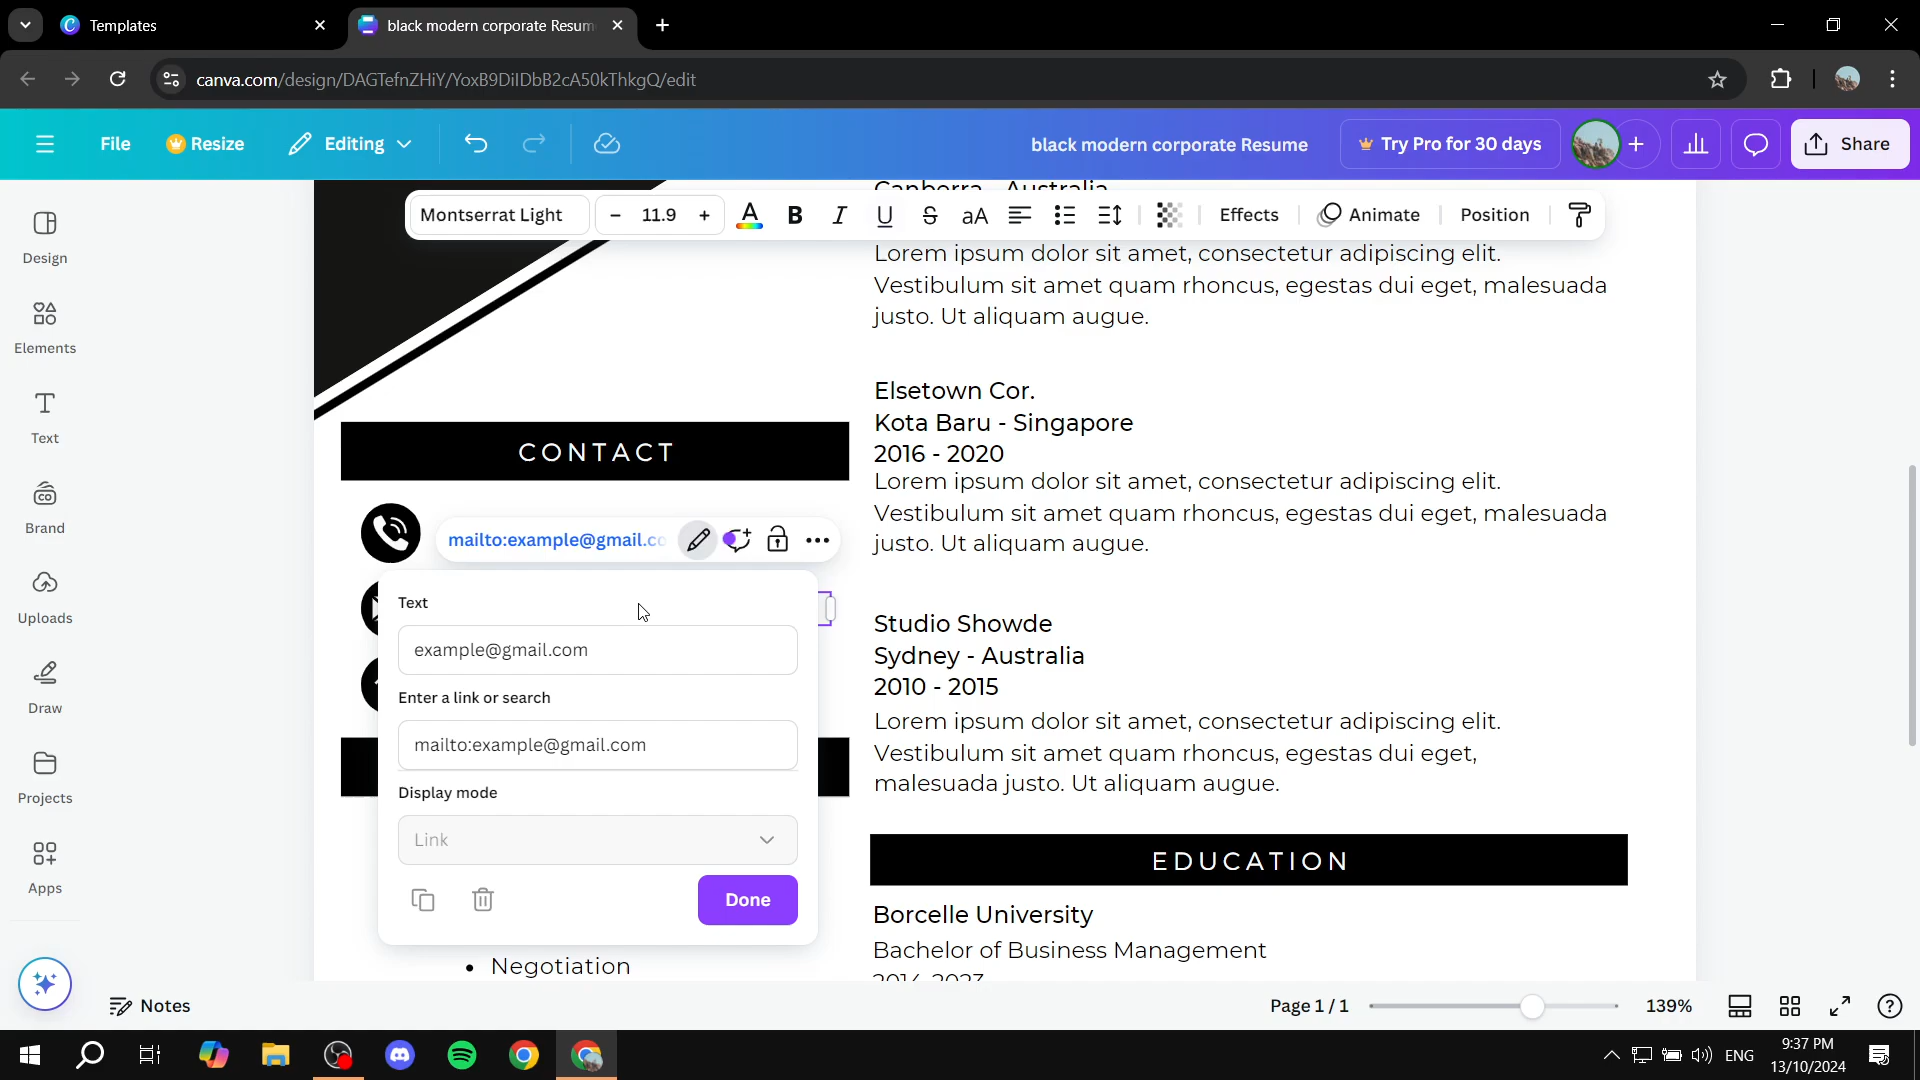 Templates
black modern corporate Resum
canva.com/design/DAGTefnZHiY/YoxB9DiIDbB2cA50kThkgQ/edit
File
Resize
Editing
black modern corporate Resume
Try Pro for 30 days
Share
Design
Elements
Text
Brand
Uploads
Draw
Projects
Apps
Montserrat Light
- 11.9 +
A
B
I
U
S
aA
Effects
Animate
Position
Canberra - Australia
Lorem ipsum dolor sit amet, consectetur adipiscing elit.
Vestibulum sit amet quam rhoncus, egestas dui eget, malesuada
justo. Ut aliquam augue.
Elsetown Cor.
Kota Baru - Singapore
2016 - 2020
Lorem ipsum dolor sit amet, consectetur adipiscing elit.
Vestibulum sit amet quam rhoncus, egestas dui eget, malesuada
justo. Ut aliquam augue.
Studio Showde
Sydney - Australia
2010 - 2015
Lorem ipsum dolor sit amet, consectetur adipiscing elit.
Vestibulum sit amet quam rhoncus, egestas dui eget,
malesuada justo. Ut aliquam augue.
EDUCATION
Borcelle University
Bachelor of Business Management
CONTACT
mailto:example@gmail.co
Text
example@gmail.com
Enter a link or search
mailto:example@gmail.com
Display mode
Link
Done
• Negotiation
Notes
Page 1 / 1
139%
ENG
9:37 PM
13/10/2024